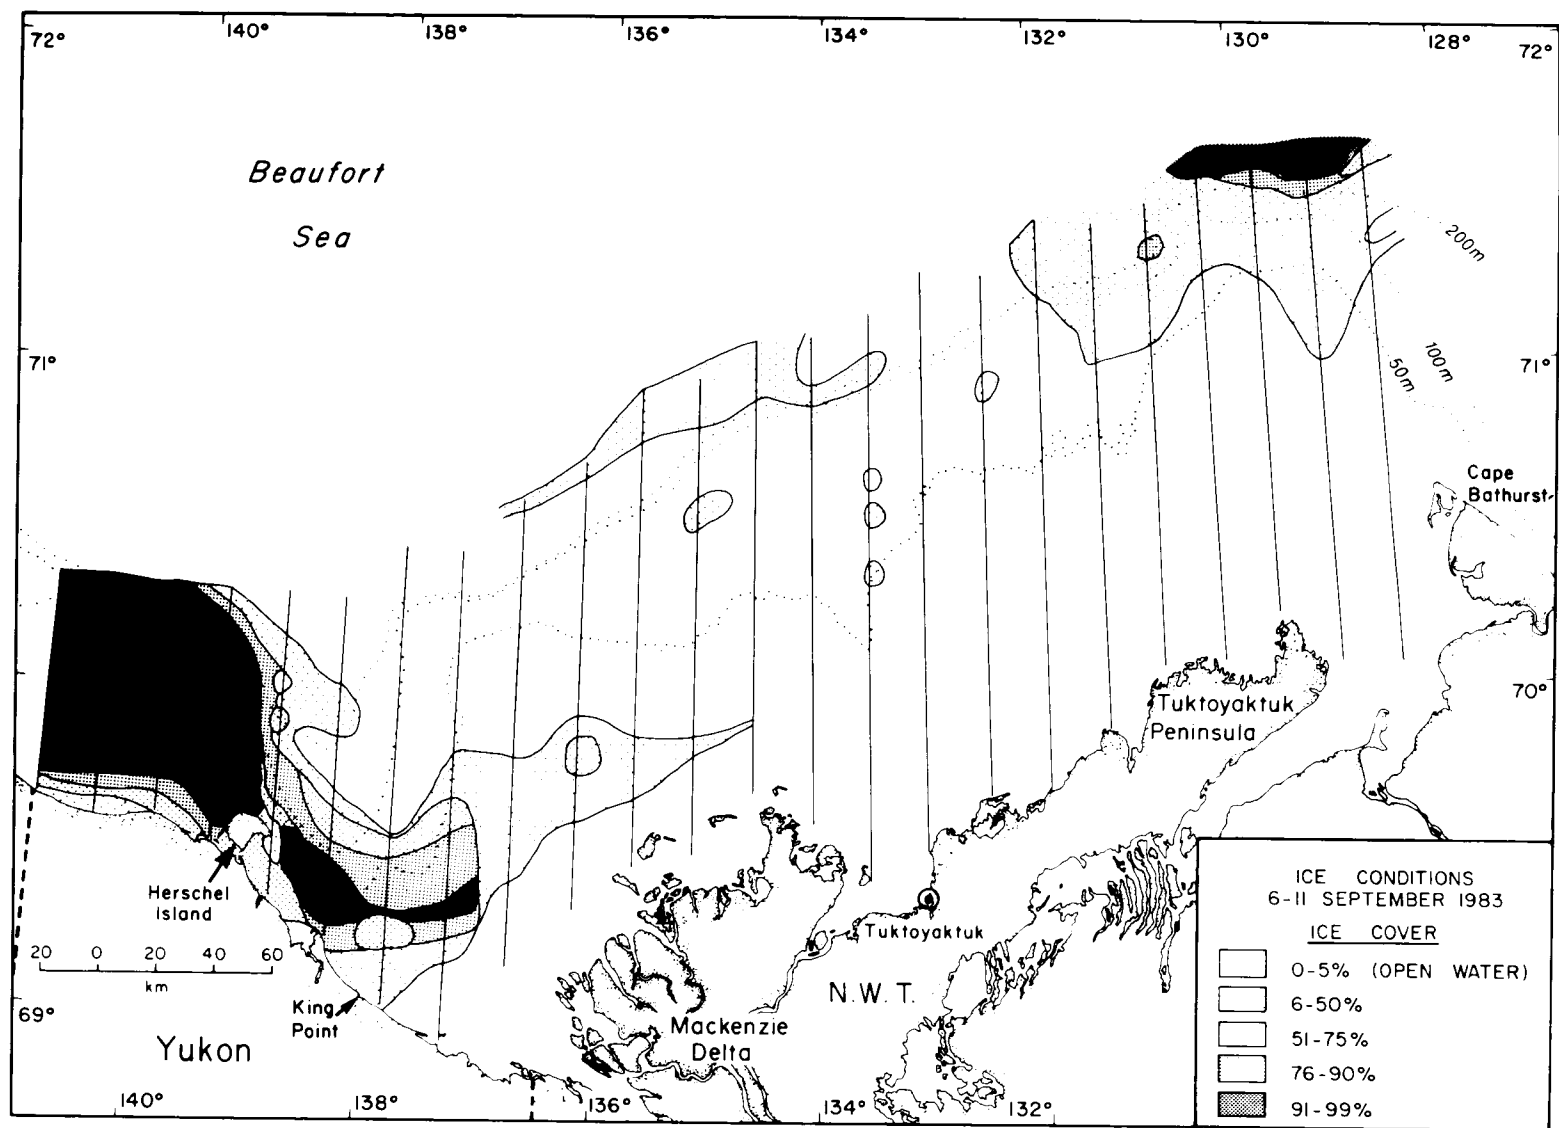 72°
140°
138°
136°
134°
132°
130°
128°
72°
Beaufort
Sea
200m
71°
100m
71°
50m
Cape
Bathurst
70°
Tuktoyaktuk
Peninsula
Herschel
Island
Tuktoyaktuk
20 0 20 40 60
km
N.W.T.
King
Point
69°
Mackenzie
Delta
Yukon
140°
138°
136°
134°
132°
ICE CONDITIONS
6-11 SEPTEMBER 1983
ICE COVER
0-5% (OPEN WATER)
6-50%
51-75%
76-90%
91-99%